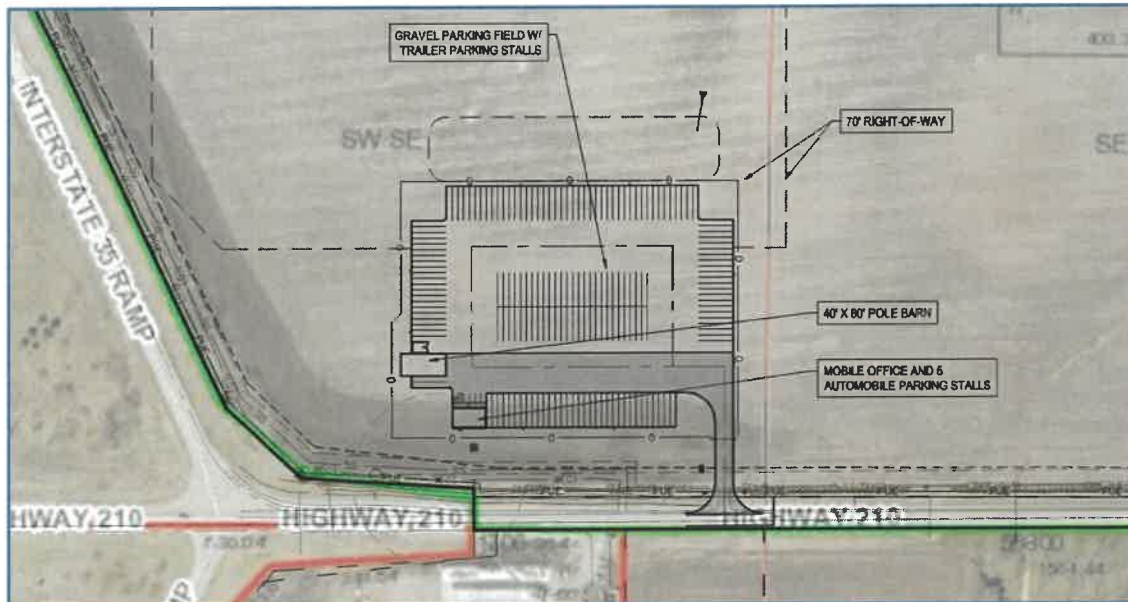 GRAVEL PARKING FIELD W/
TRAILER PARKING STALLS
70' RIGHT-OF-WAY
SW SE
SE
INTERSTATE 35 RAMP
40' X 80' POLE BARN
MOBILE OFFICE AND 5
AUTOMOBILE PARKING STALLS
PUE
HWAY 210
HIGHWAY 210
HIGHWAY 210